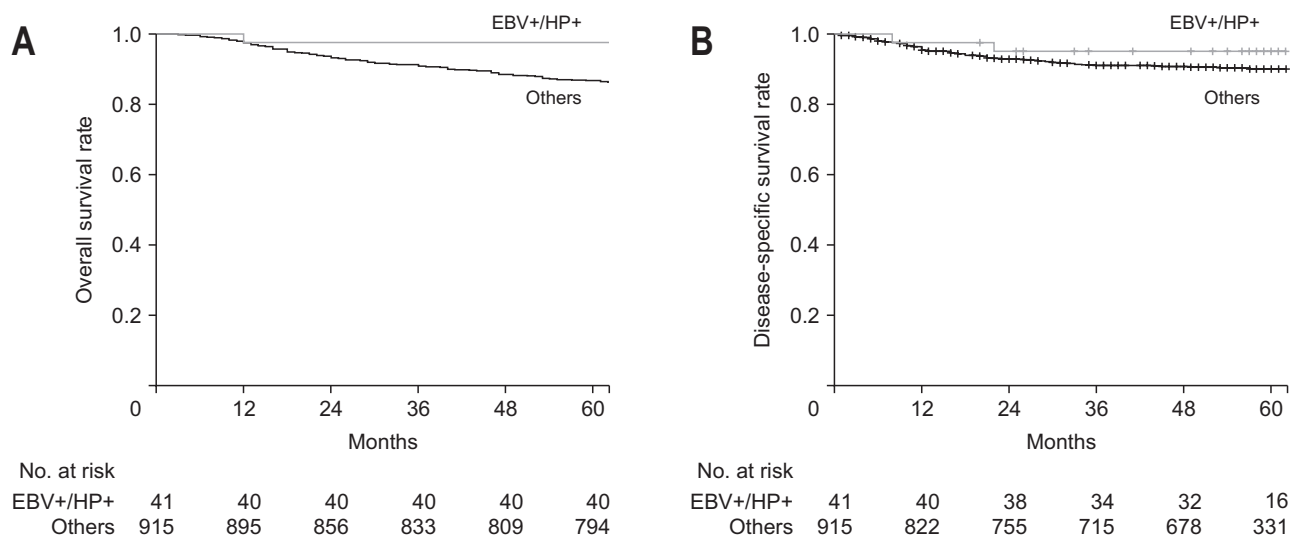 A
EBV+/HP+
Others
Overall survival rate
1.0
0.8
0.6
0.4
0.2
0 12 24 36 48 60
Months
No. at risk
EBV+/HP+ 41 40 40 40 40 40
Others 915 895 856 833 809 794
B
EBV+/HP+
Others
Disease-specific survival rate
1.0
0.8
0.6
0.4
0.2
0 12 24 36 48 60
Months
No. at risk
EBV+/HP+ 41 40 38 34 32 16
Others 915 822 755 715 678 331